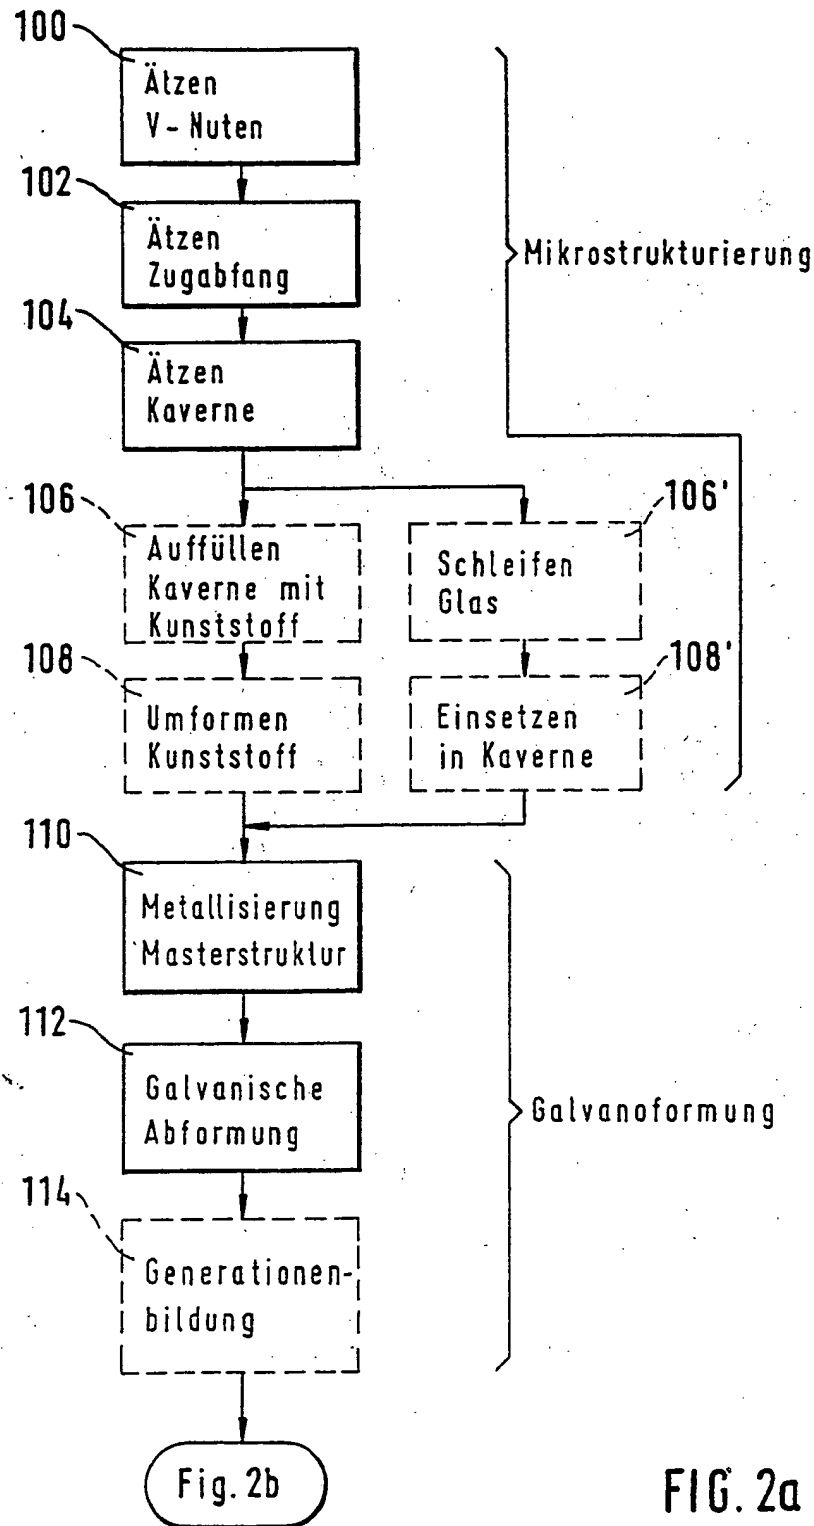 100
Ätzen
V-Nuten
102
Ätzen
Zugabfang
Mikrostrukturierung
104
Ätzen
Kaverne
106
Auffüllen
Kaverne mit
Kunststoff
106'
Schleifen
Glas
108
Umformen
Kunststoff
108'
Einsetzen
in Kaverne
110
Metallisierung
Masterstruktur
112
Galvanische
Abformung
Galvanoformung
114
Generationen-
bildung
Fig. 2b
FIG. 2a